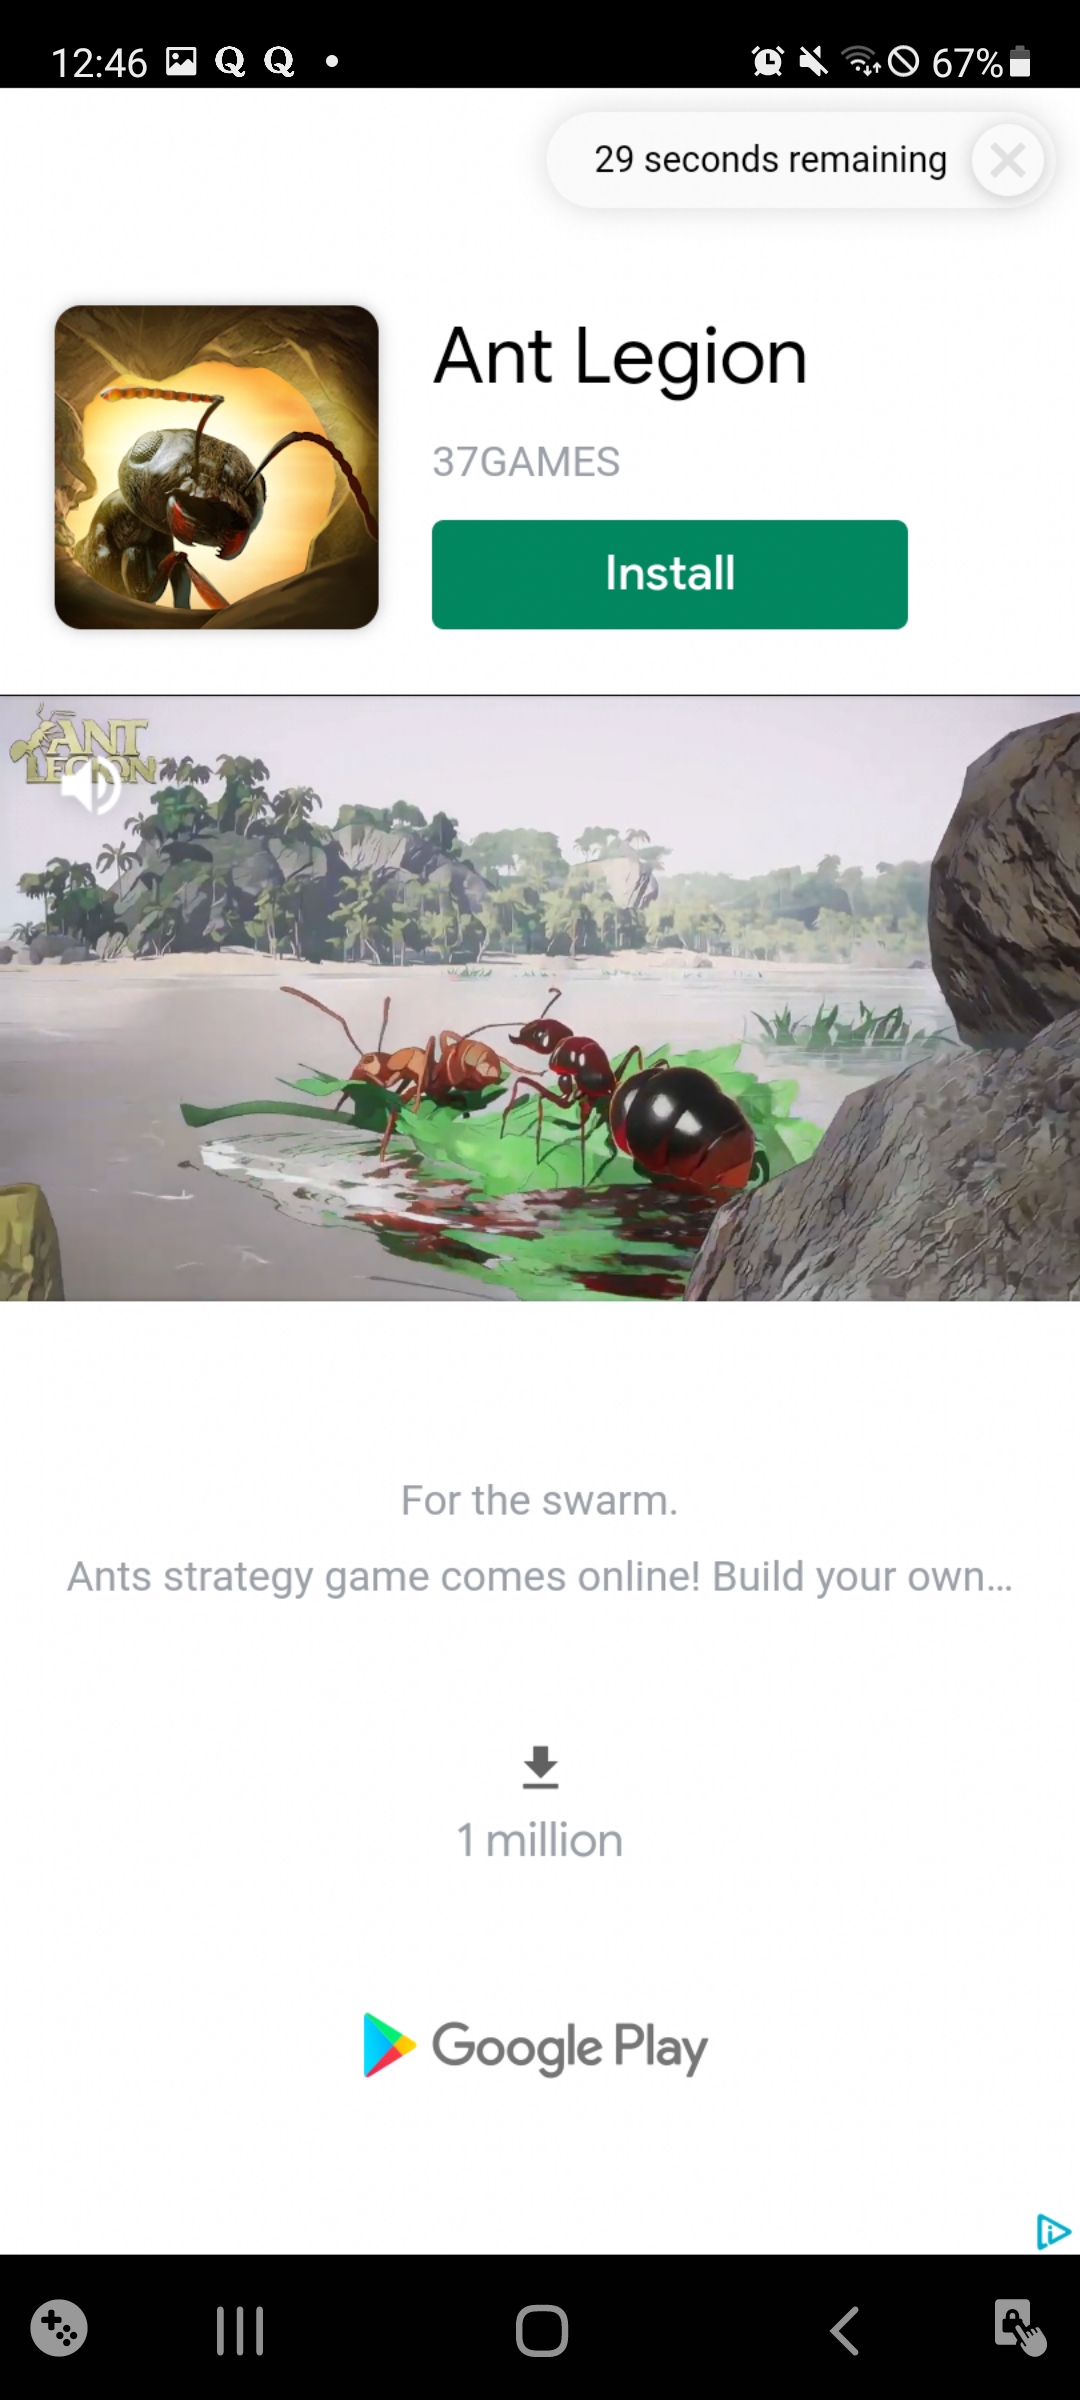 12:46
67%
29 seconds remaining
Ant Legion
37GAMES
Install
ANT
LEGION
For the swarm.
Ants strategy game comes online! Build your own...
1 million
Google Play